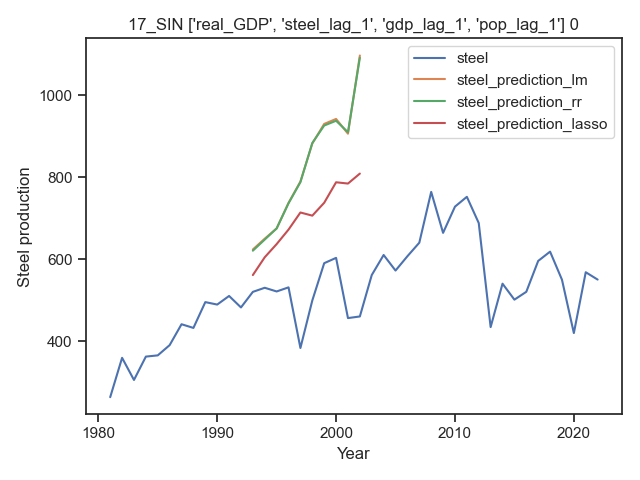 17_SIN ['real_GDP', 'steel_lag_1', 'gdp_lag_1', 'pop_lag_1'] 0
steel
steel_prediction_lm
steel_prediction_rr
steel_prediction_lasso
1000
800
600
400
Steel production
1980 1990 2000 2010 2020
Year